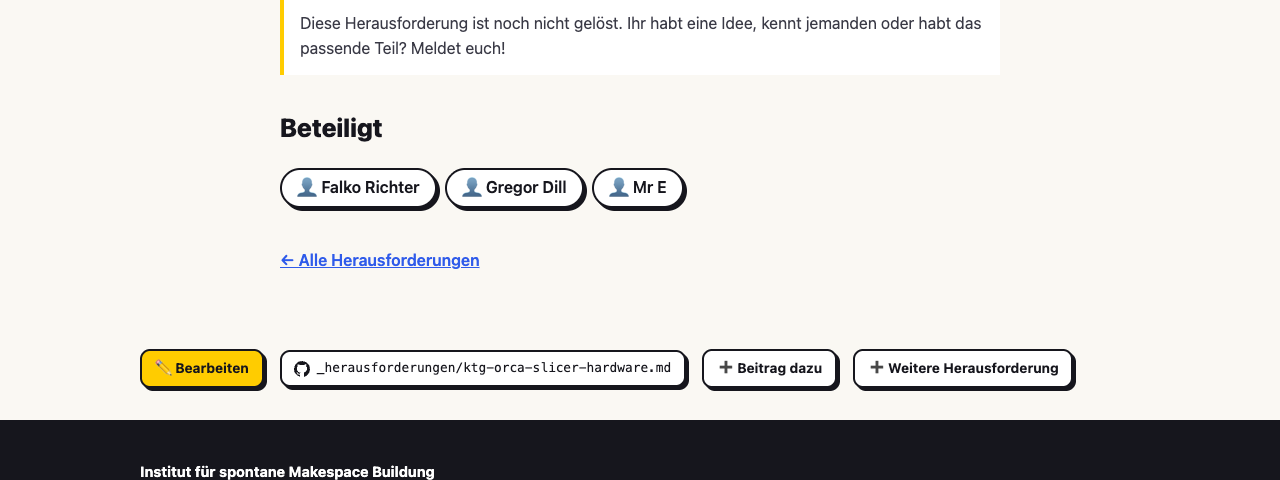 Diese Herausforderung ist noch nicht gelöst. Ihr habt eine Idee, kennt jemanden oder habt das
passende Teil? Meldet euch!
Beteiligt
Falko Richter Gregor Dill Mr E
← Alle Herausforderungen
Bearbeiten _herausforderungen/ktg-orca-slicer-hardware.md + Beitrag dazu + Weitere Herausforderung
Institut für spontane Makespace Buildung